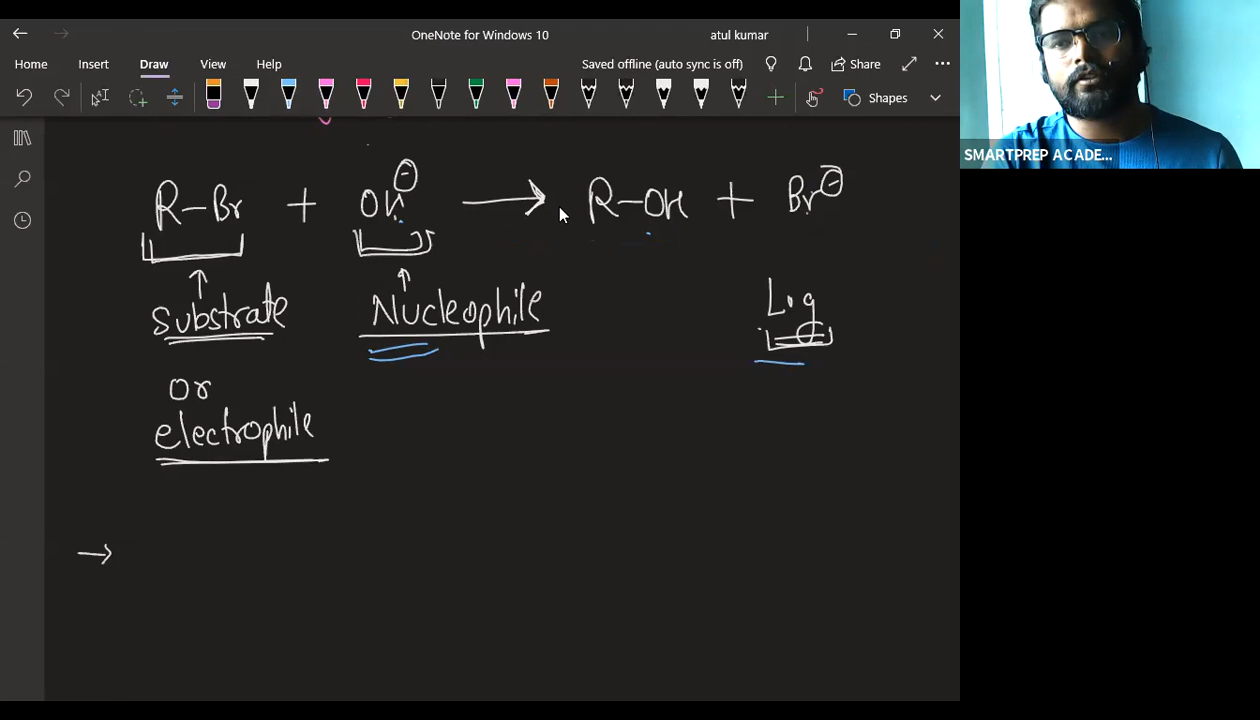 OneNote for Windows 10
atul kumar
Home Insert Draw View Help
Saved offline (auto sync is off)
Share
Shapes
SMARTPREP ACADE...
R-Br + OH⊖ → R-OH + Br⊖
Substrate
Nucleophile
L.g
or
electrophile
→